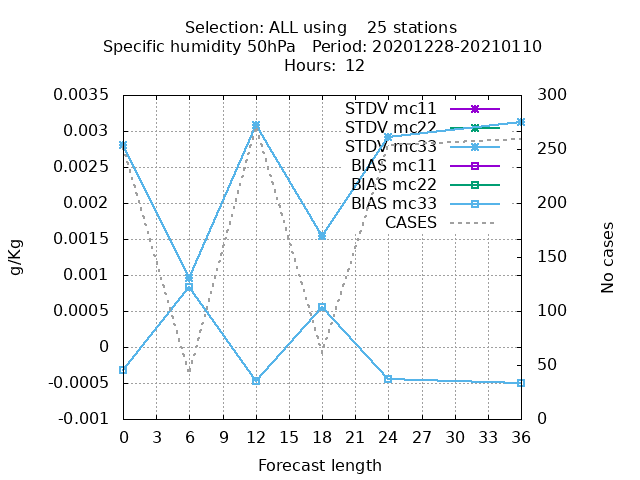 Selection: ALL using    25 stations
Specific humidity 50hPa   Period: 20201228-20210110
Hours: 12
0.0035
0.003
0.0025
0.002
0.0015
0.001
0.0005
0
-0.0005
-0.001
g/Kg
STDV mc11
STDV mc22
STDV mc33
BIAS mc11
BIAS mc22
BIAS mc33
CASES
300
250
200
150
100
50
0
No cases
0 3 6 9 12 15 18 21 24 27 30 33 36
Forecast length